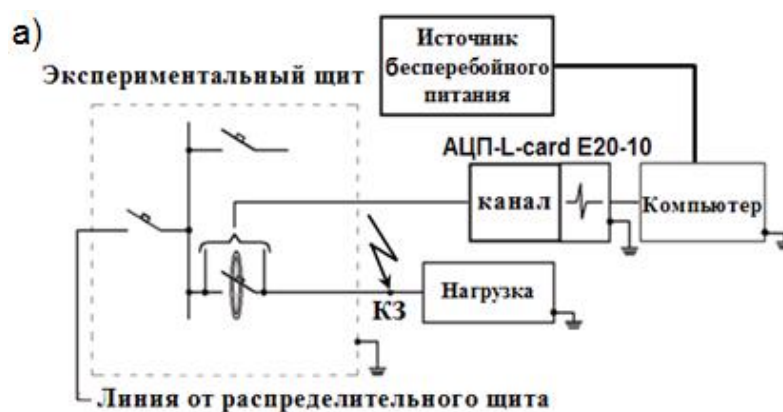 а)
Экспериментальный щит
Источник
бесперебойного
питания
АЦП-L-card E20-10
канал
Компьютер
КЗ
Нагрузка
Линия от распределительного щита